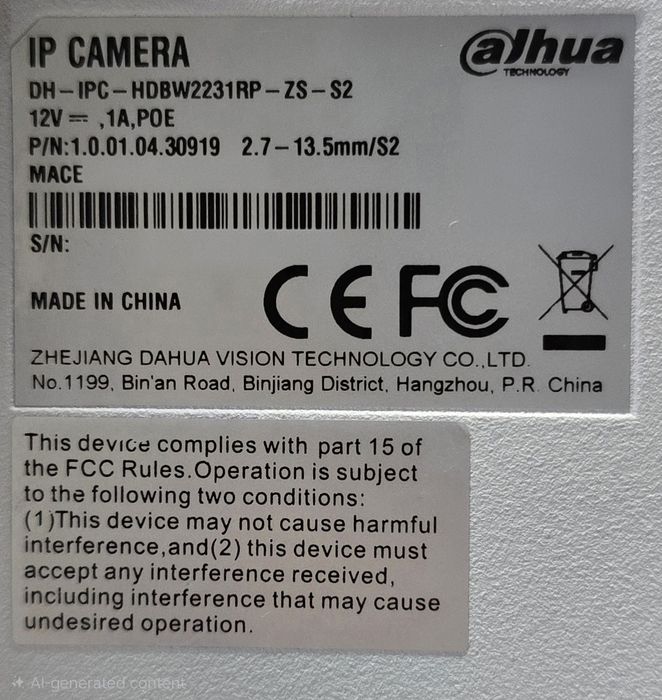 IP CAMERA
alhua
TECHNOLOGY
DH-IPC-HDBW2231RP-ZS-S2
12V ⎓ ,1A,POE
P/N:1.0.01.04.30919 2.7-13.5mm/S2
MACE
S/N:
MADE IN CHINA
CE FC
ZHEJIANG DAHUA VISION TECHNOLOGY CO.,LTD.
No.1199, Bin'an Road, Binjiang District, Hangzhou, P.R. China
This device complies with part 15 of
the FCC Rules.Operation is subject
to the following two conditions:
(1)This device may not cause harmful
interference,and(2) this device must
accept any interference received,
including interference that may cause
undesired operation.
AI-generated content